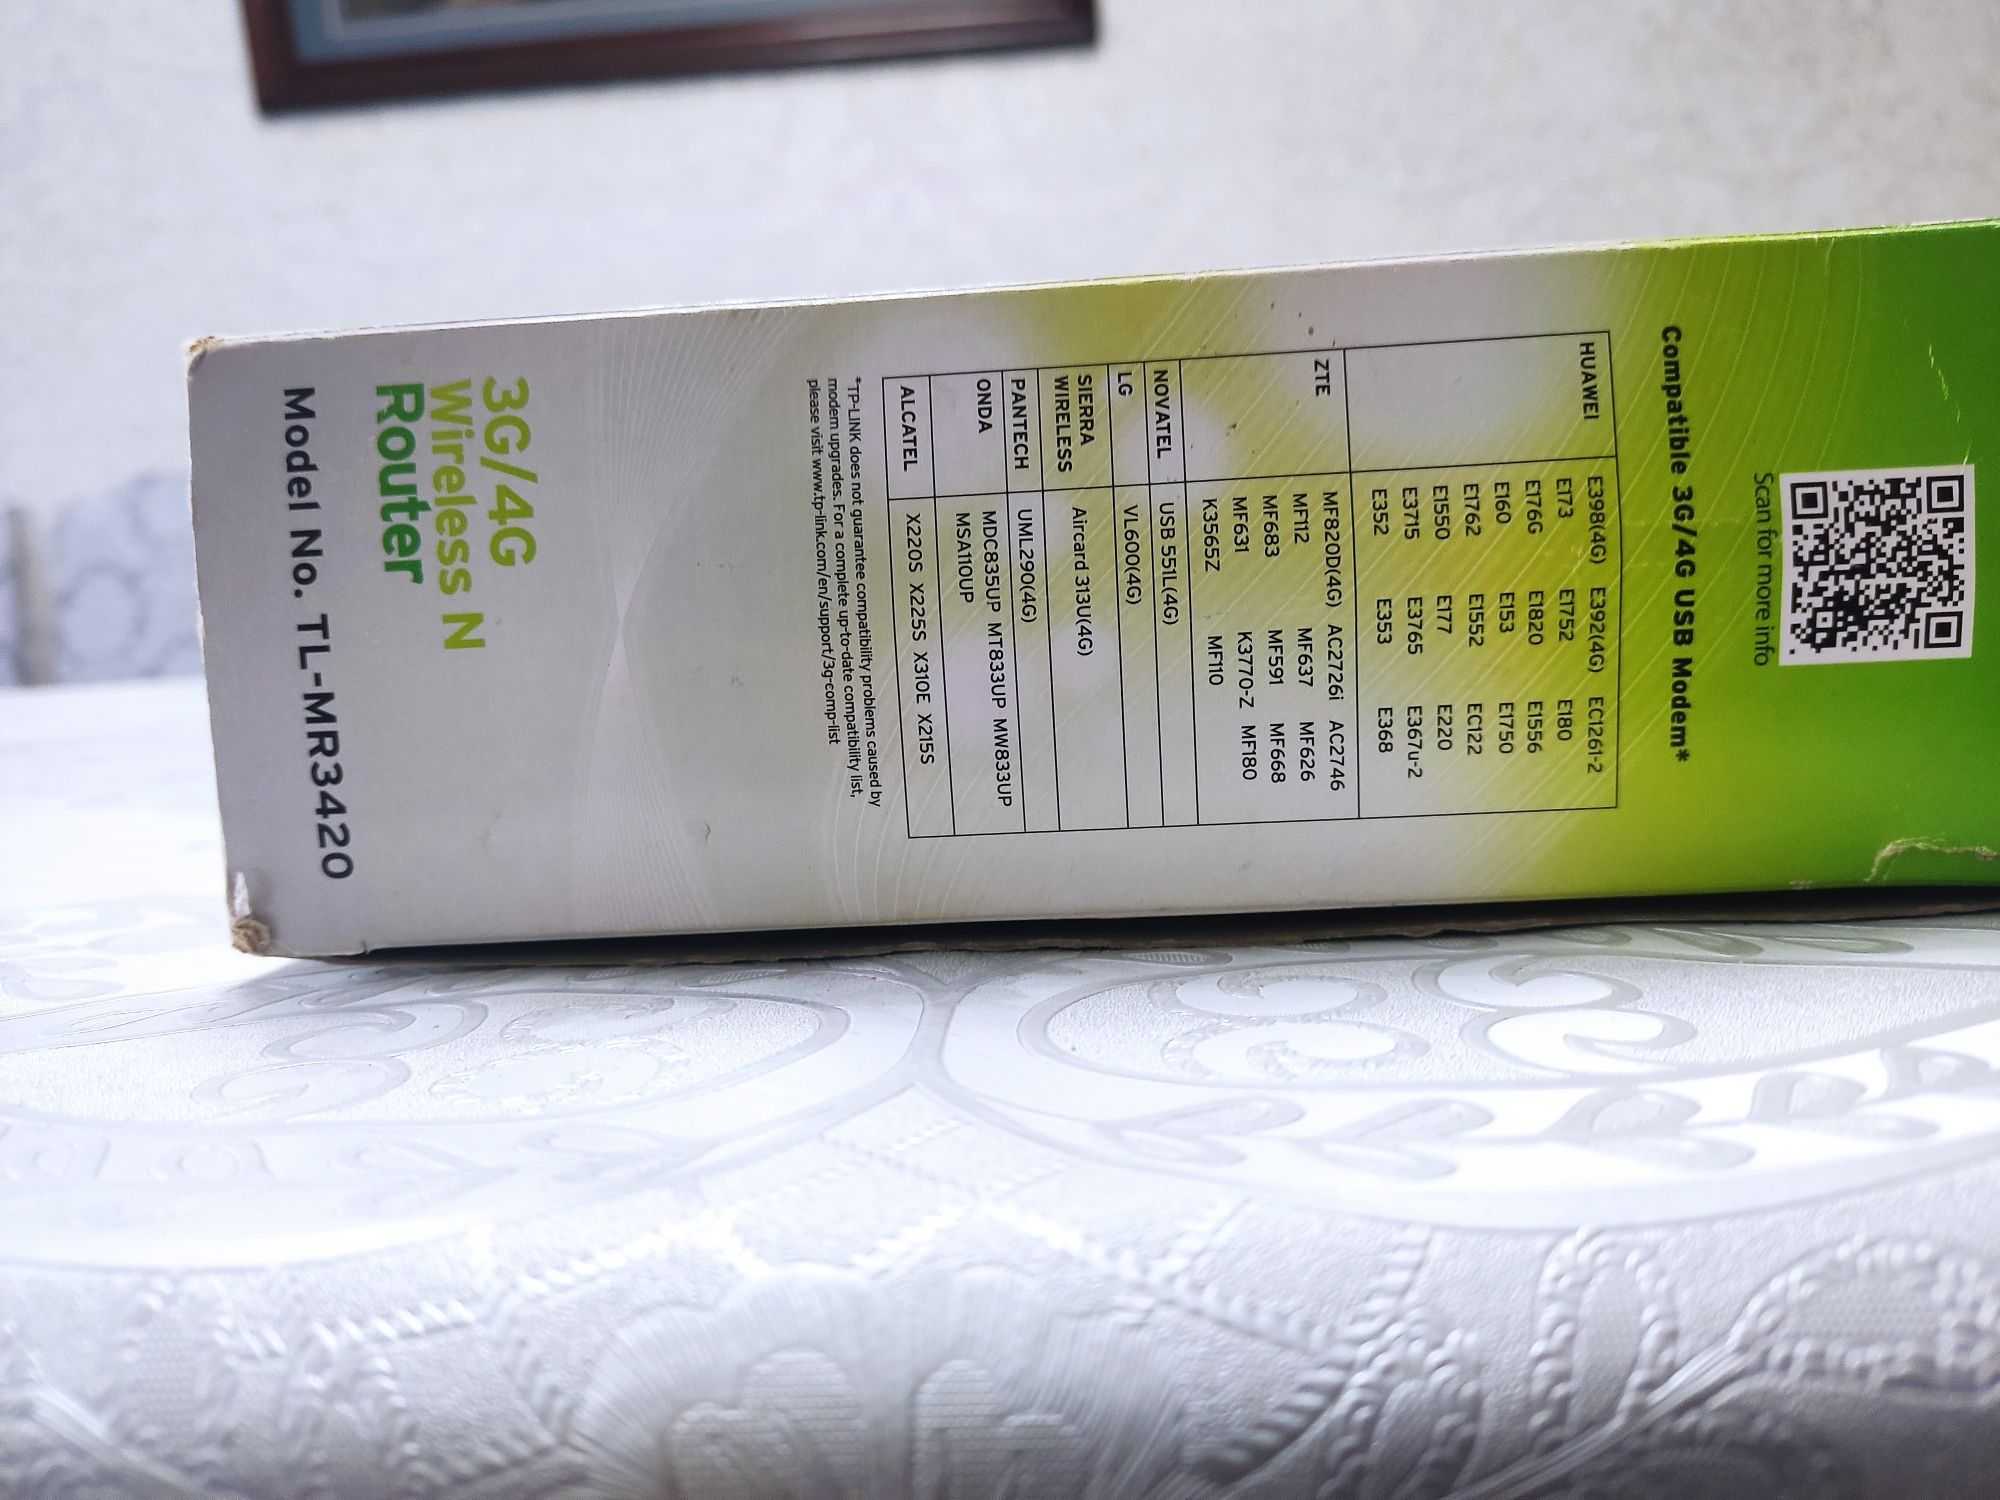 Scan for more info
Compatible 3G/4G USB Modem*
HUAWEI E398(4G) E392(4G) EC1261-2
E173 E1752 E180
E176G E1820 E1556
E160 E153 E1750
E1762 E1552 EC122
E1550 E177 E220
E3715 E3765 E367u-2
E352 E353 E368
ZTE MF820D(4G) AC2726i AC2746
MF112 MF637 MF626
MF683 MF591 MF668
MF631 K3770-Z MF180
K3565Z MF110
NOVATEL USB 551L(4G)
LG VL600(4G)
SIERRA
WIRELESS Aircard 313U(4G)
PANTECH UML290(4G)
ONDA MDC835UP MT833UP MW833UP
MSA110UP
ALCATEL X220S X225S X310E X215S
*TP-LINK does not guarantee compatibility problems caused by
modem upgrades. For a complete up-to-date compatibility list,
please visit www.tp-link.com/en/support/3g-comp-list
3G/4G
Wireless N
Router
Model No. TL-MR3420